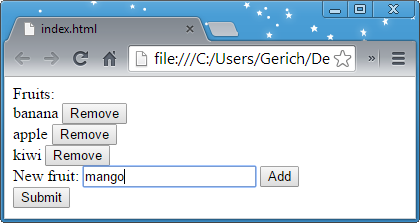 index.html
file:///C:/Users/Gerich/De
Fruits:
banana Remove
apple Remove
kiwi Remove
New fruit: mango Add
Submit